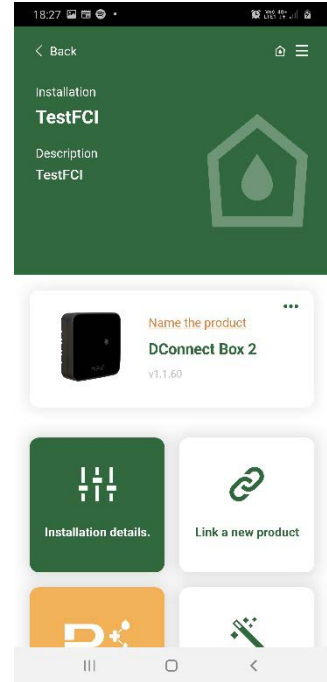 18:27
< Back
Installation
TestFCI
Description
TestFCI
Name the product
DConnect Box 2
v1.1.60
Installation details.
Link a new product